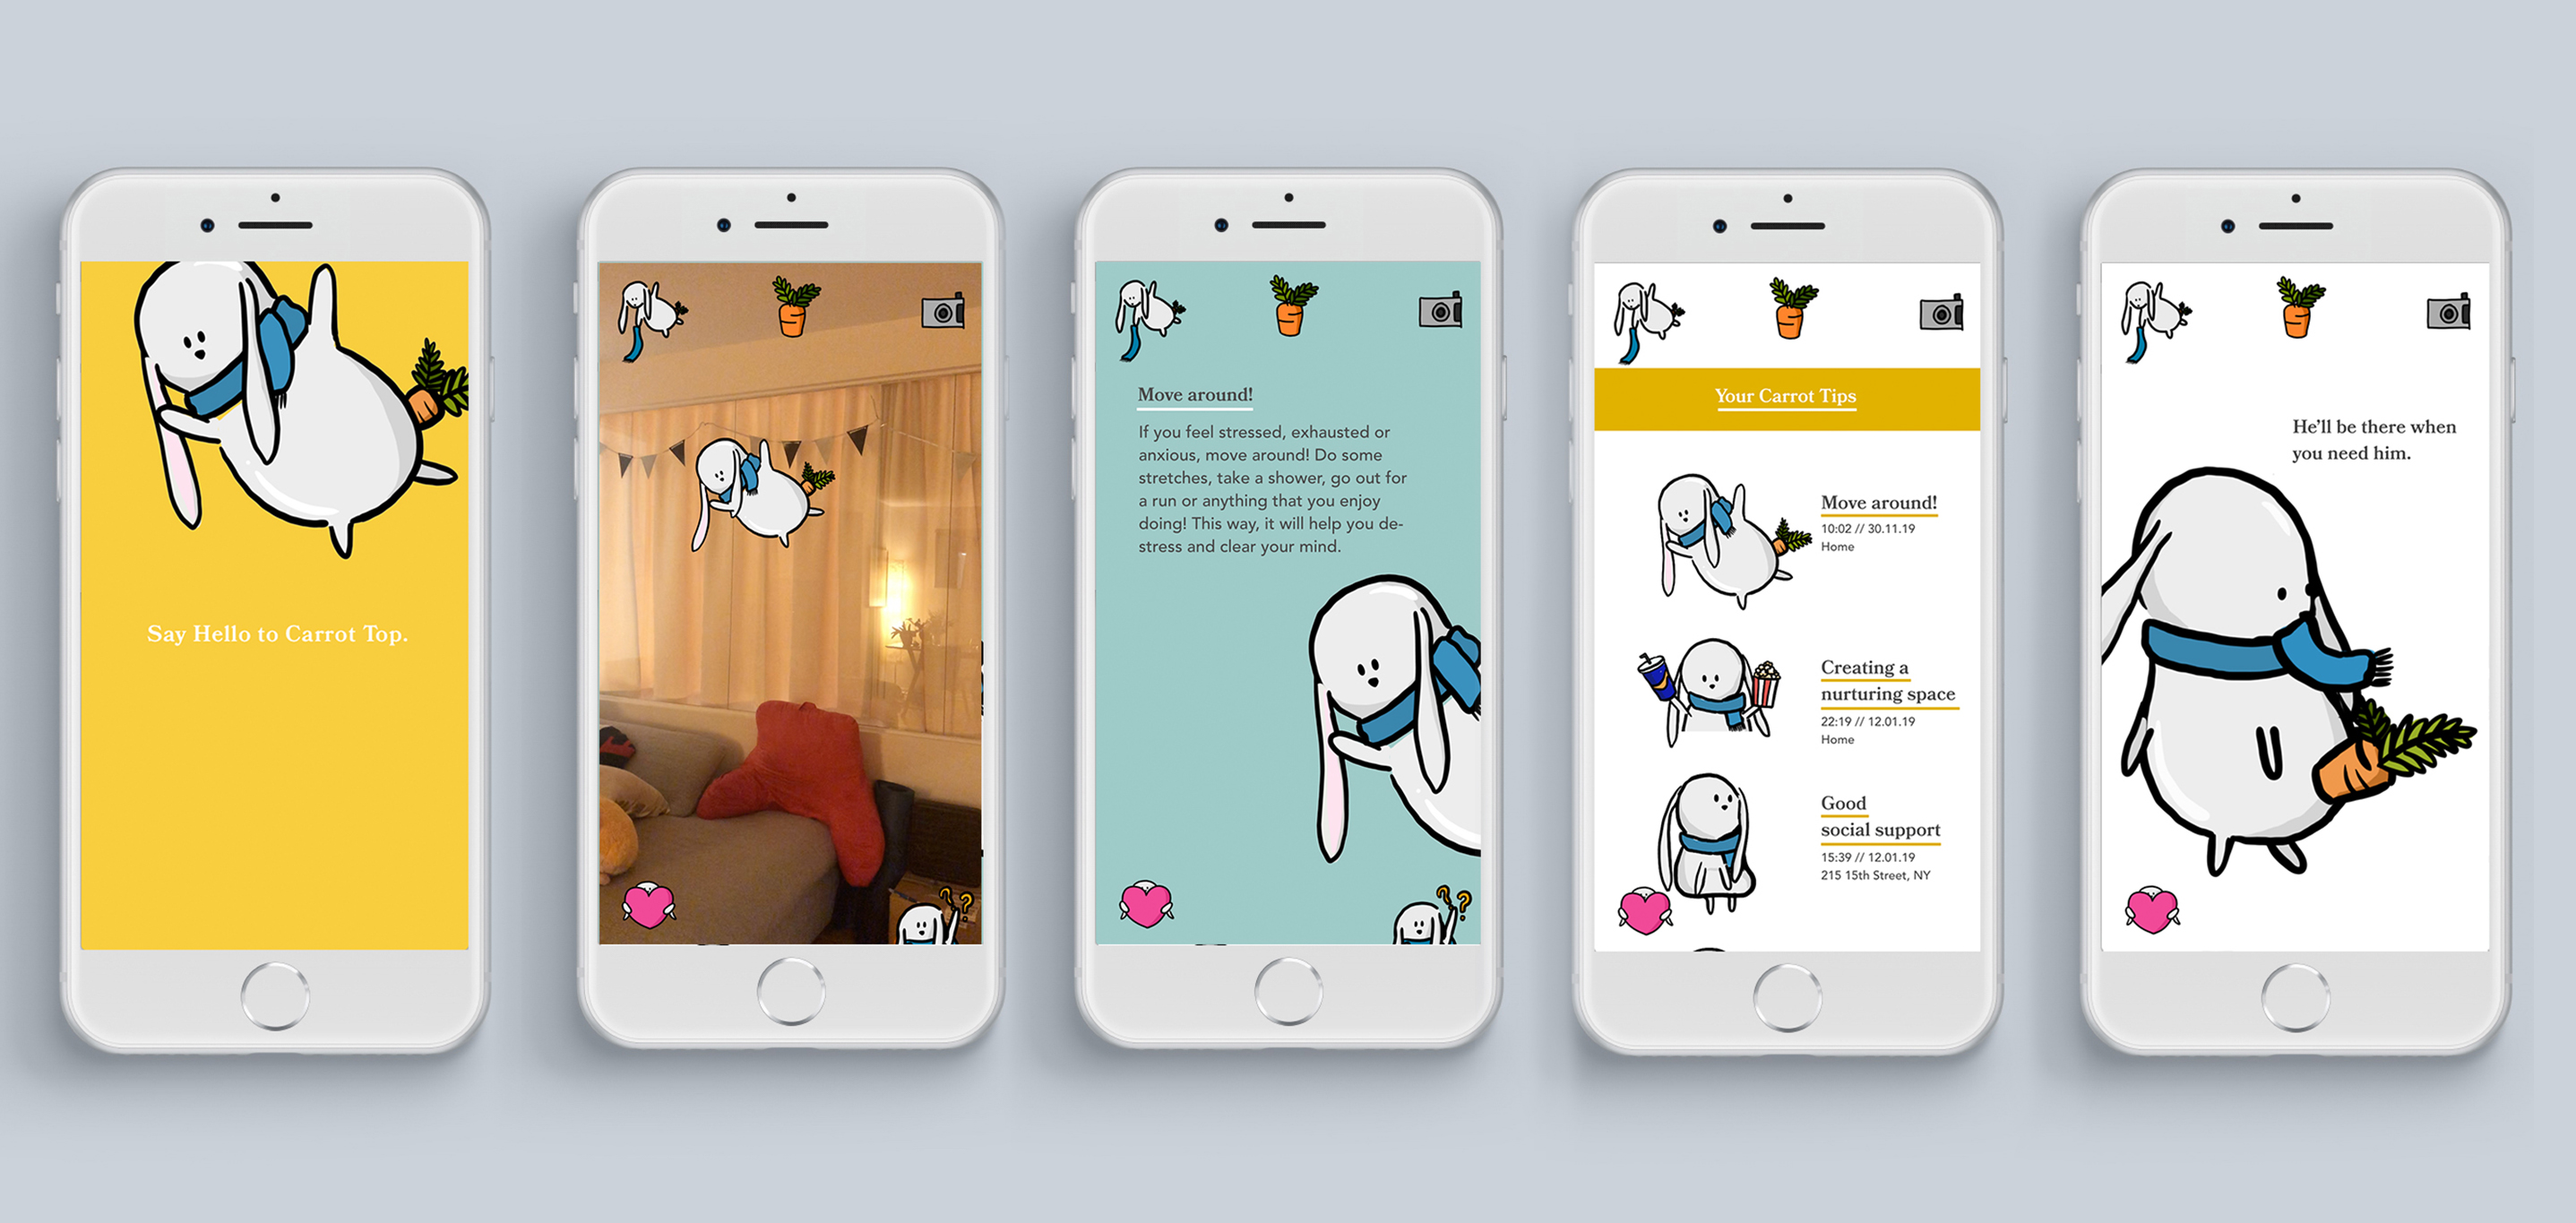 Say Hello to Carrot Top.
Move around!
If you feel stressed, exhausted or
anxious, move around! Do some
stretches, take a shower, go out for
a run or anything that you enjoy
doing! This way, it will help you de-
stress and clear your mind.
Your Carrot Tips
Move around!
10:02 // 30.11.19
Home
Creating a
nurturing space
22:19 // 12.01.19
Home
Good
social support
15:39 // 12.01.19
215 15th Street, NY
He'll be there when
you need him.
??
??